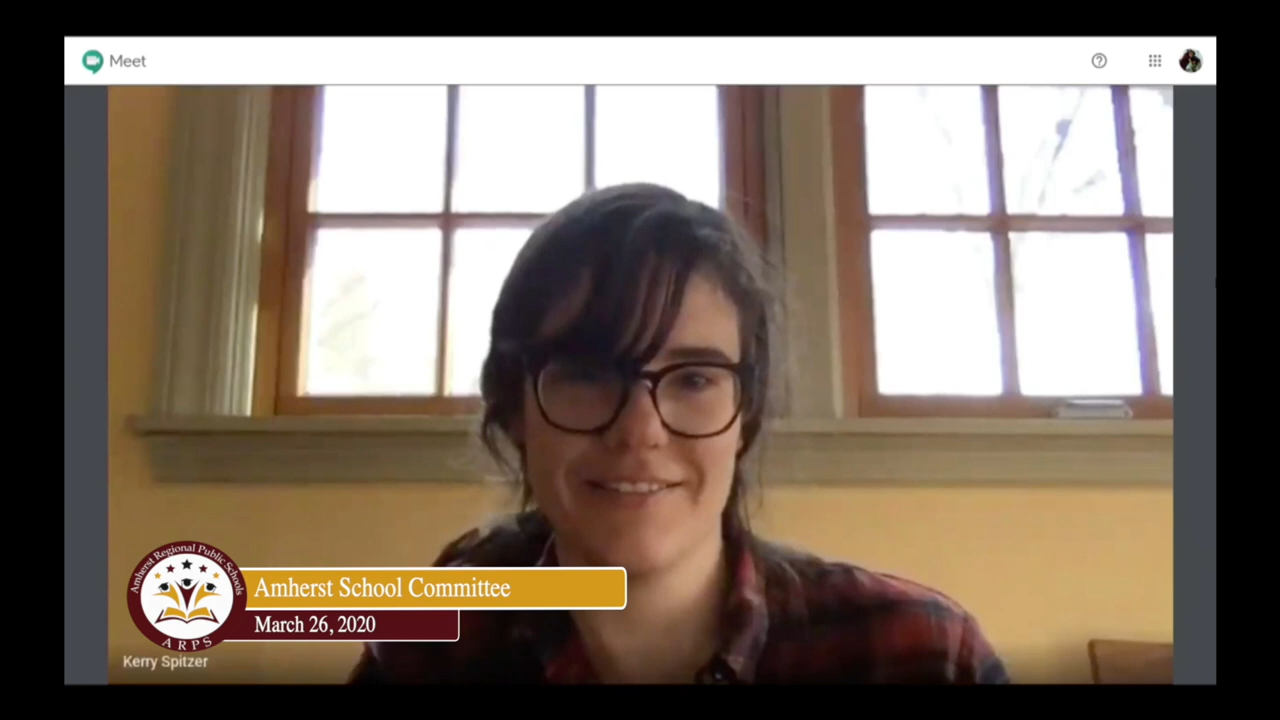 Meet
Amherst Regional Public Schools
ARPS
Amherst School Committee
March 26, 2020
Kerry Spitzer